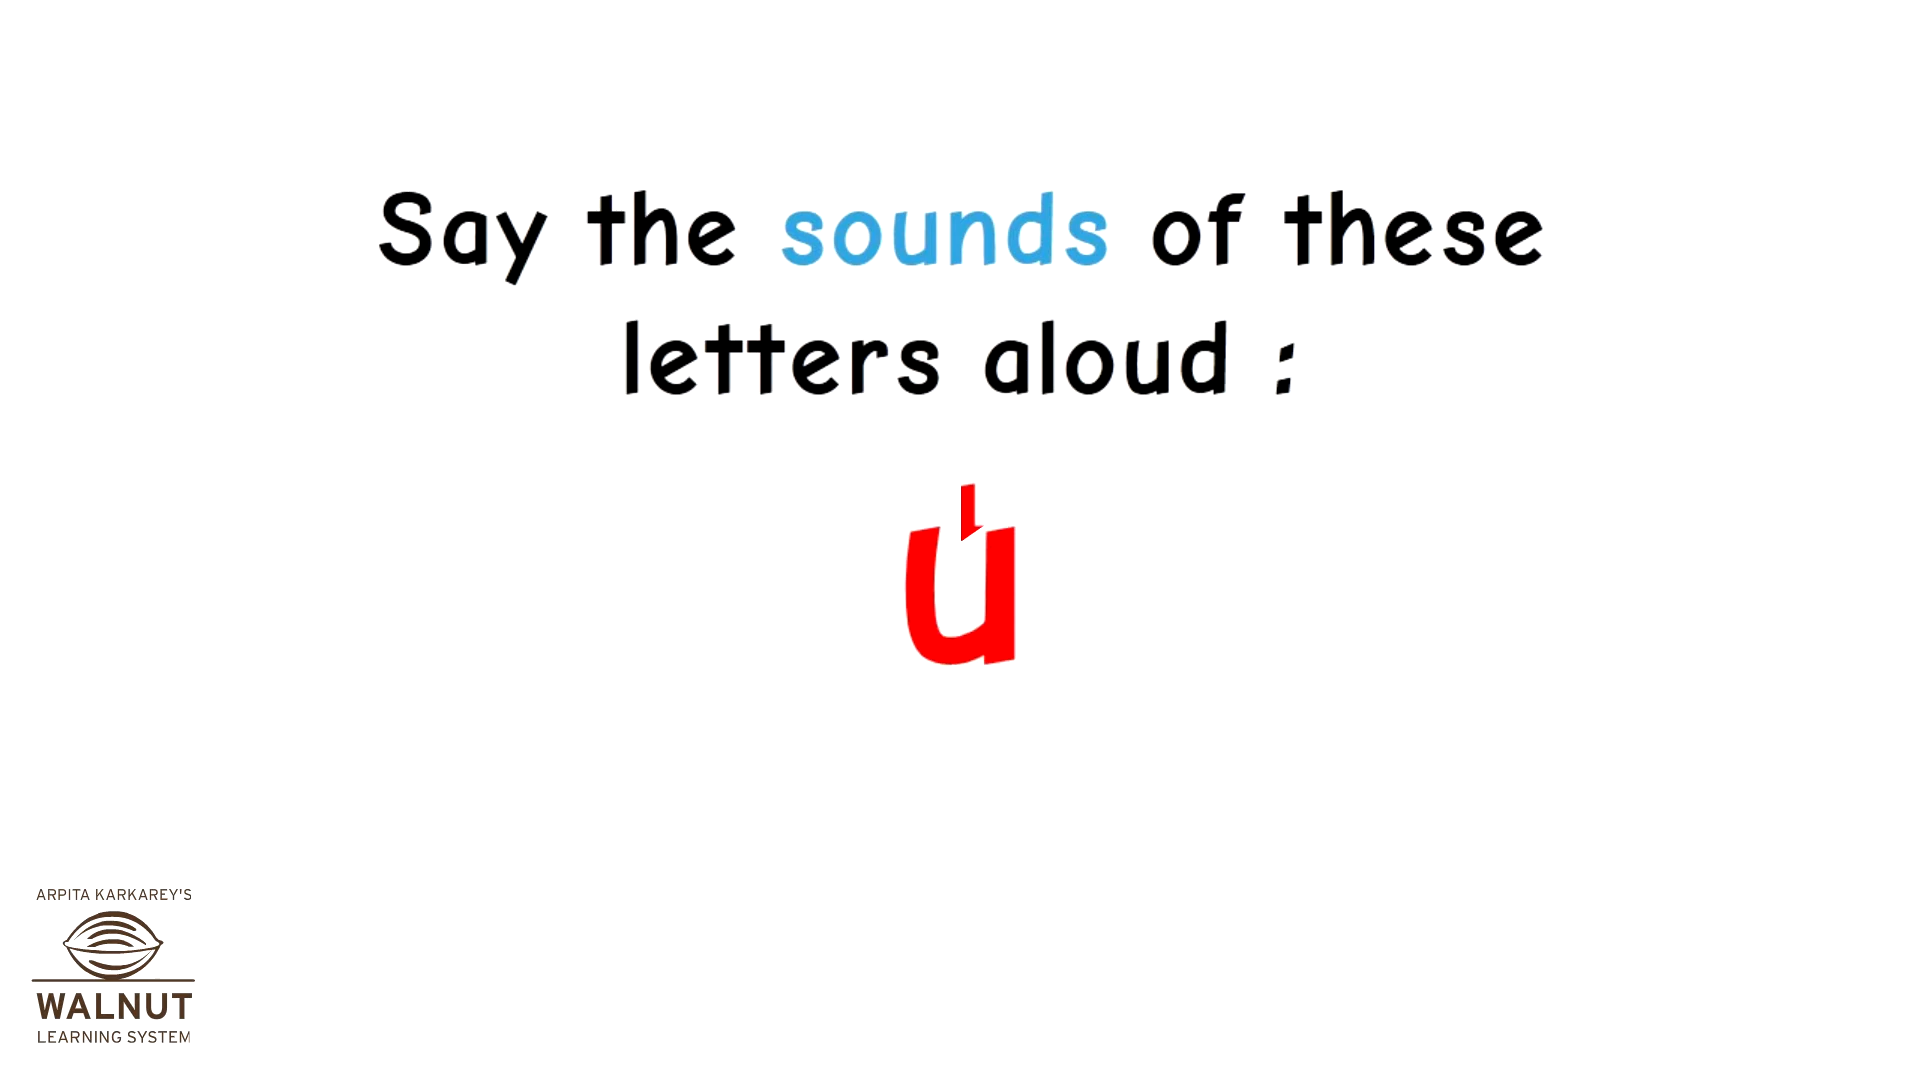 Say the sounds of these
letters aloud :
u
ARPITA KARKAREY'S
WALNUT
LEARNING SYSTEM